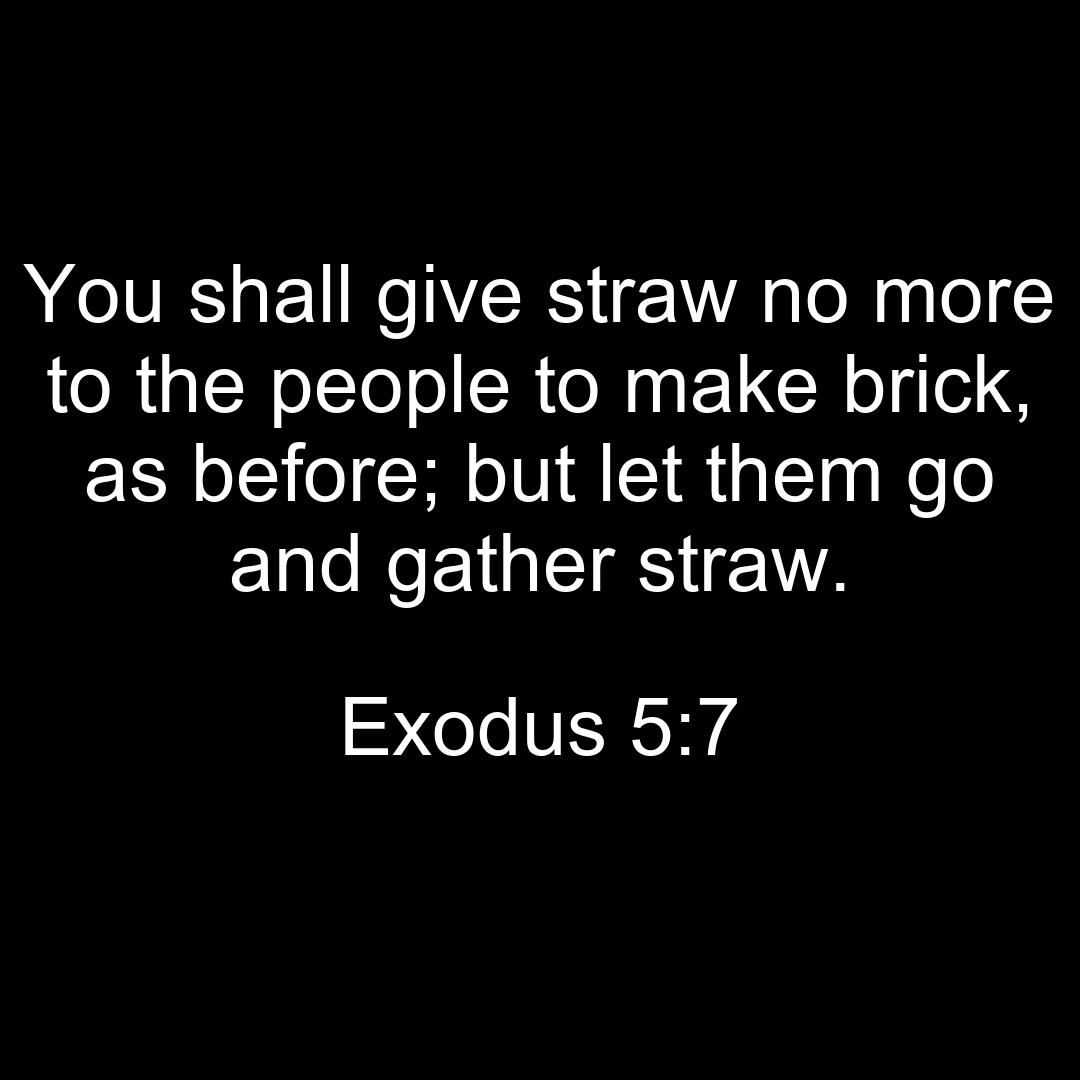 You shall give straw no more
to the people to make brick,
as before; but let them go
and gather straw.
Exodus 5:7